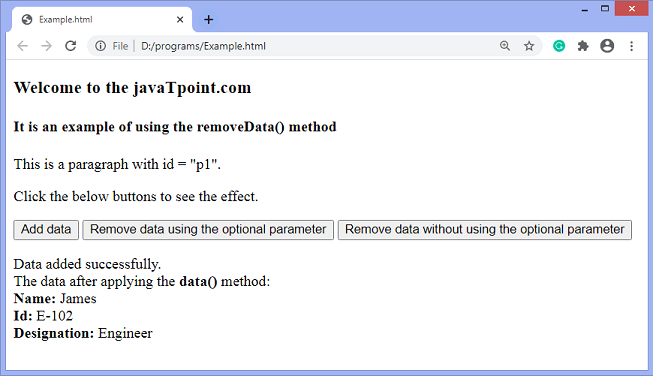 Example.html
File | D:/programs/Example.html
Welcome to the javaTpoint.com
It is an example of using the removeData() method
This is a paragraph with id = "p1".
Click the below buttons to see the effect.
Add data Remove data using the optional parameter Remove data without using the optional parameter
Data added successfully.
The data after applying the data() method:
Name: James
Id: E-102
Designation: Engineer